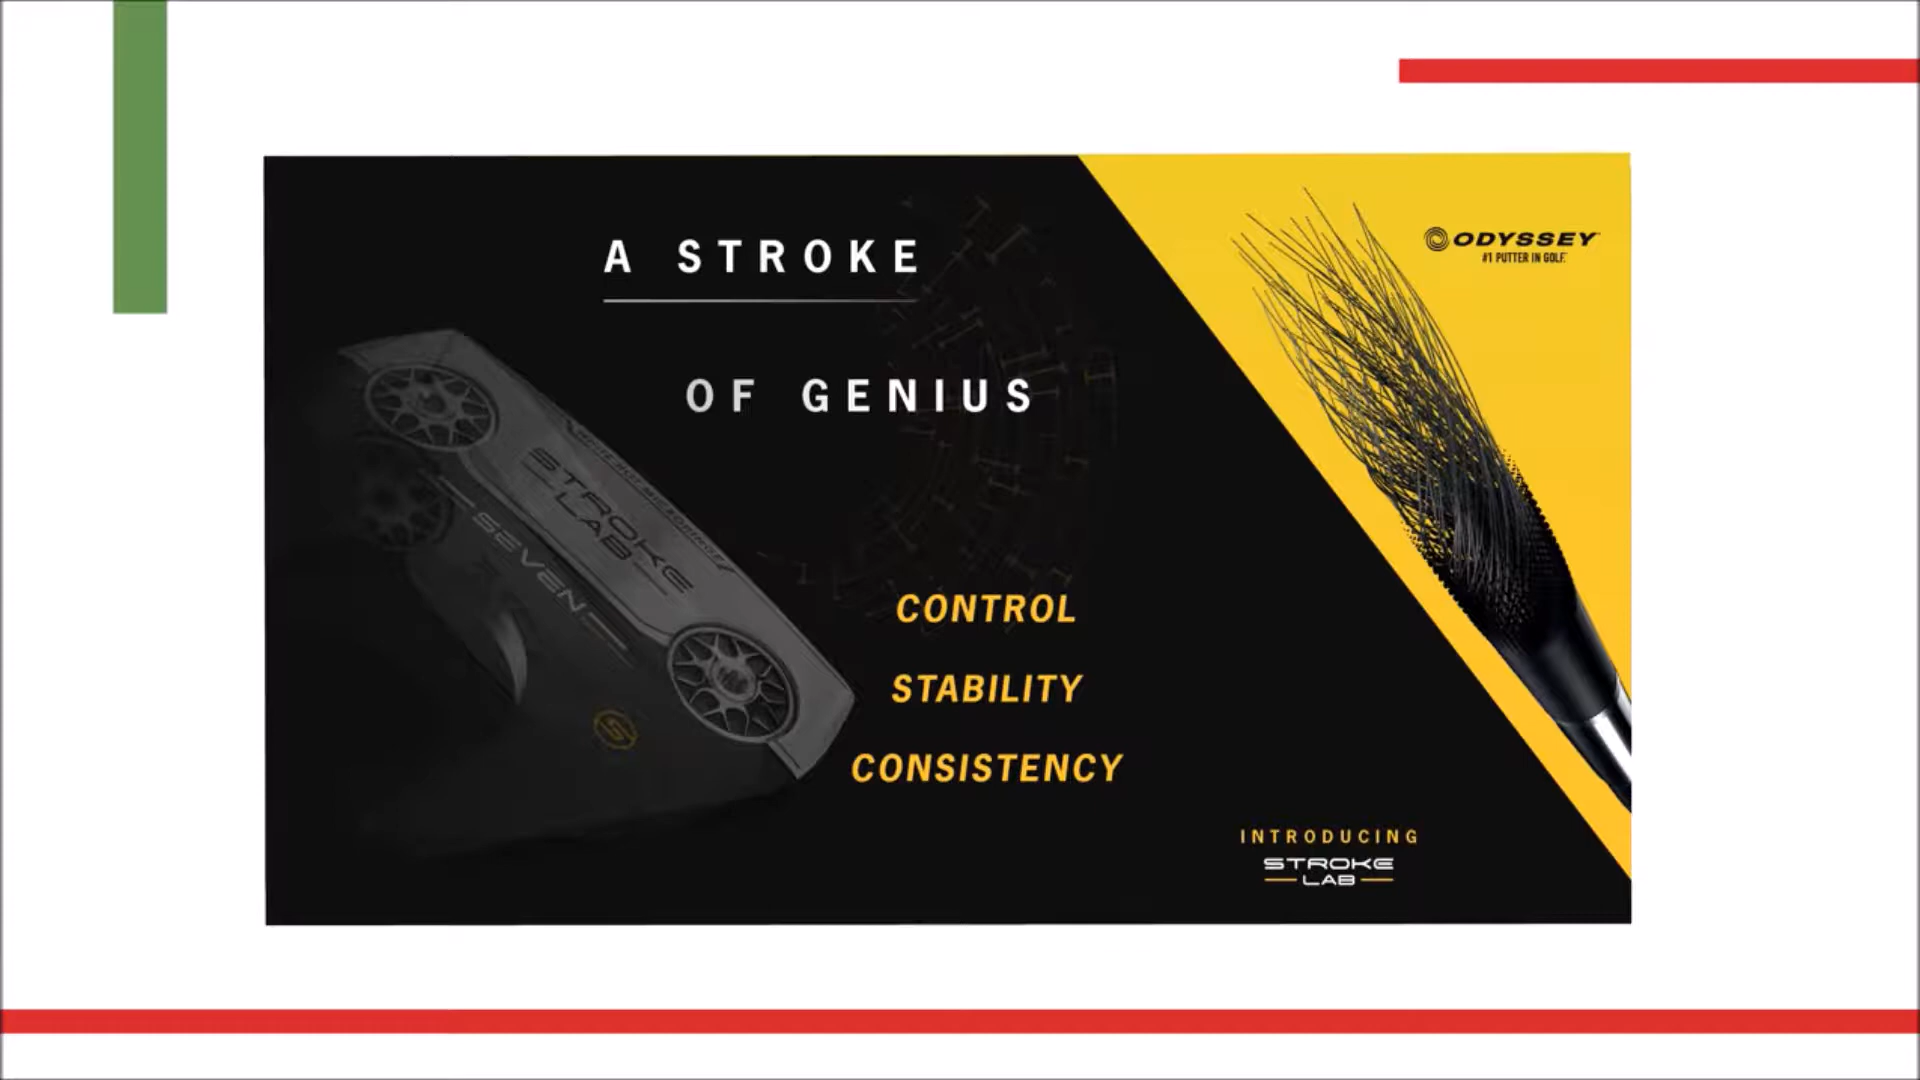 A STROKE
OF GENIUS
ODYSSEY
#1 PUTTER IN GOLF
STROKE
LAB
SEVEN
CONTROL
STABILITY
CONSISTENCY
INTRODUCING
STROKE
LAB